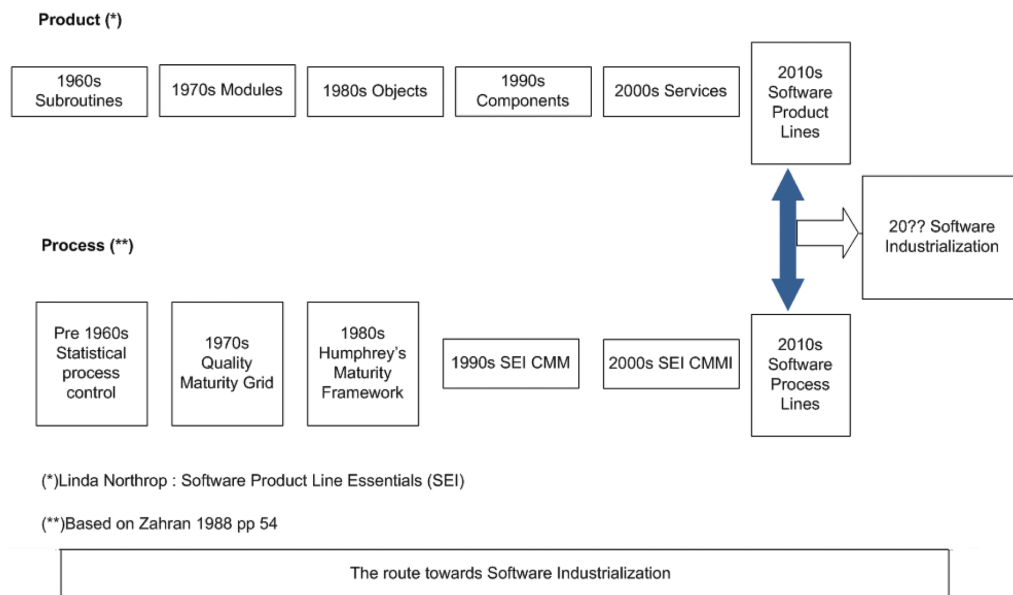 Product (*)
1960s
Subroutines
1970s Modules
1980s Objects
1990s
Components
2000s Services
2010s
Software
Product
Lines
20?? Software
Industrialization
Process (**)
Pre 1960s
Statistical
process
control
1970s
Quality
Maturity Grid
1980s
Humphrey's
Maturity
Framework
1990s SEI CMM
2000s SEI CMMI
2010s
Software
Process
Lines
(*)Linda Northrop : Software Product Line Essentials (SEI)
(**)Based on Zahran 1988 pp 54
The route towards Software Industrialization